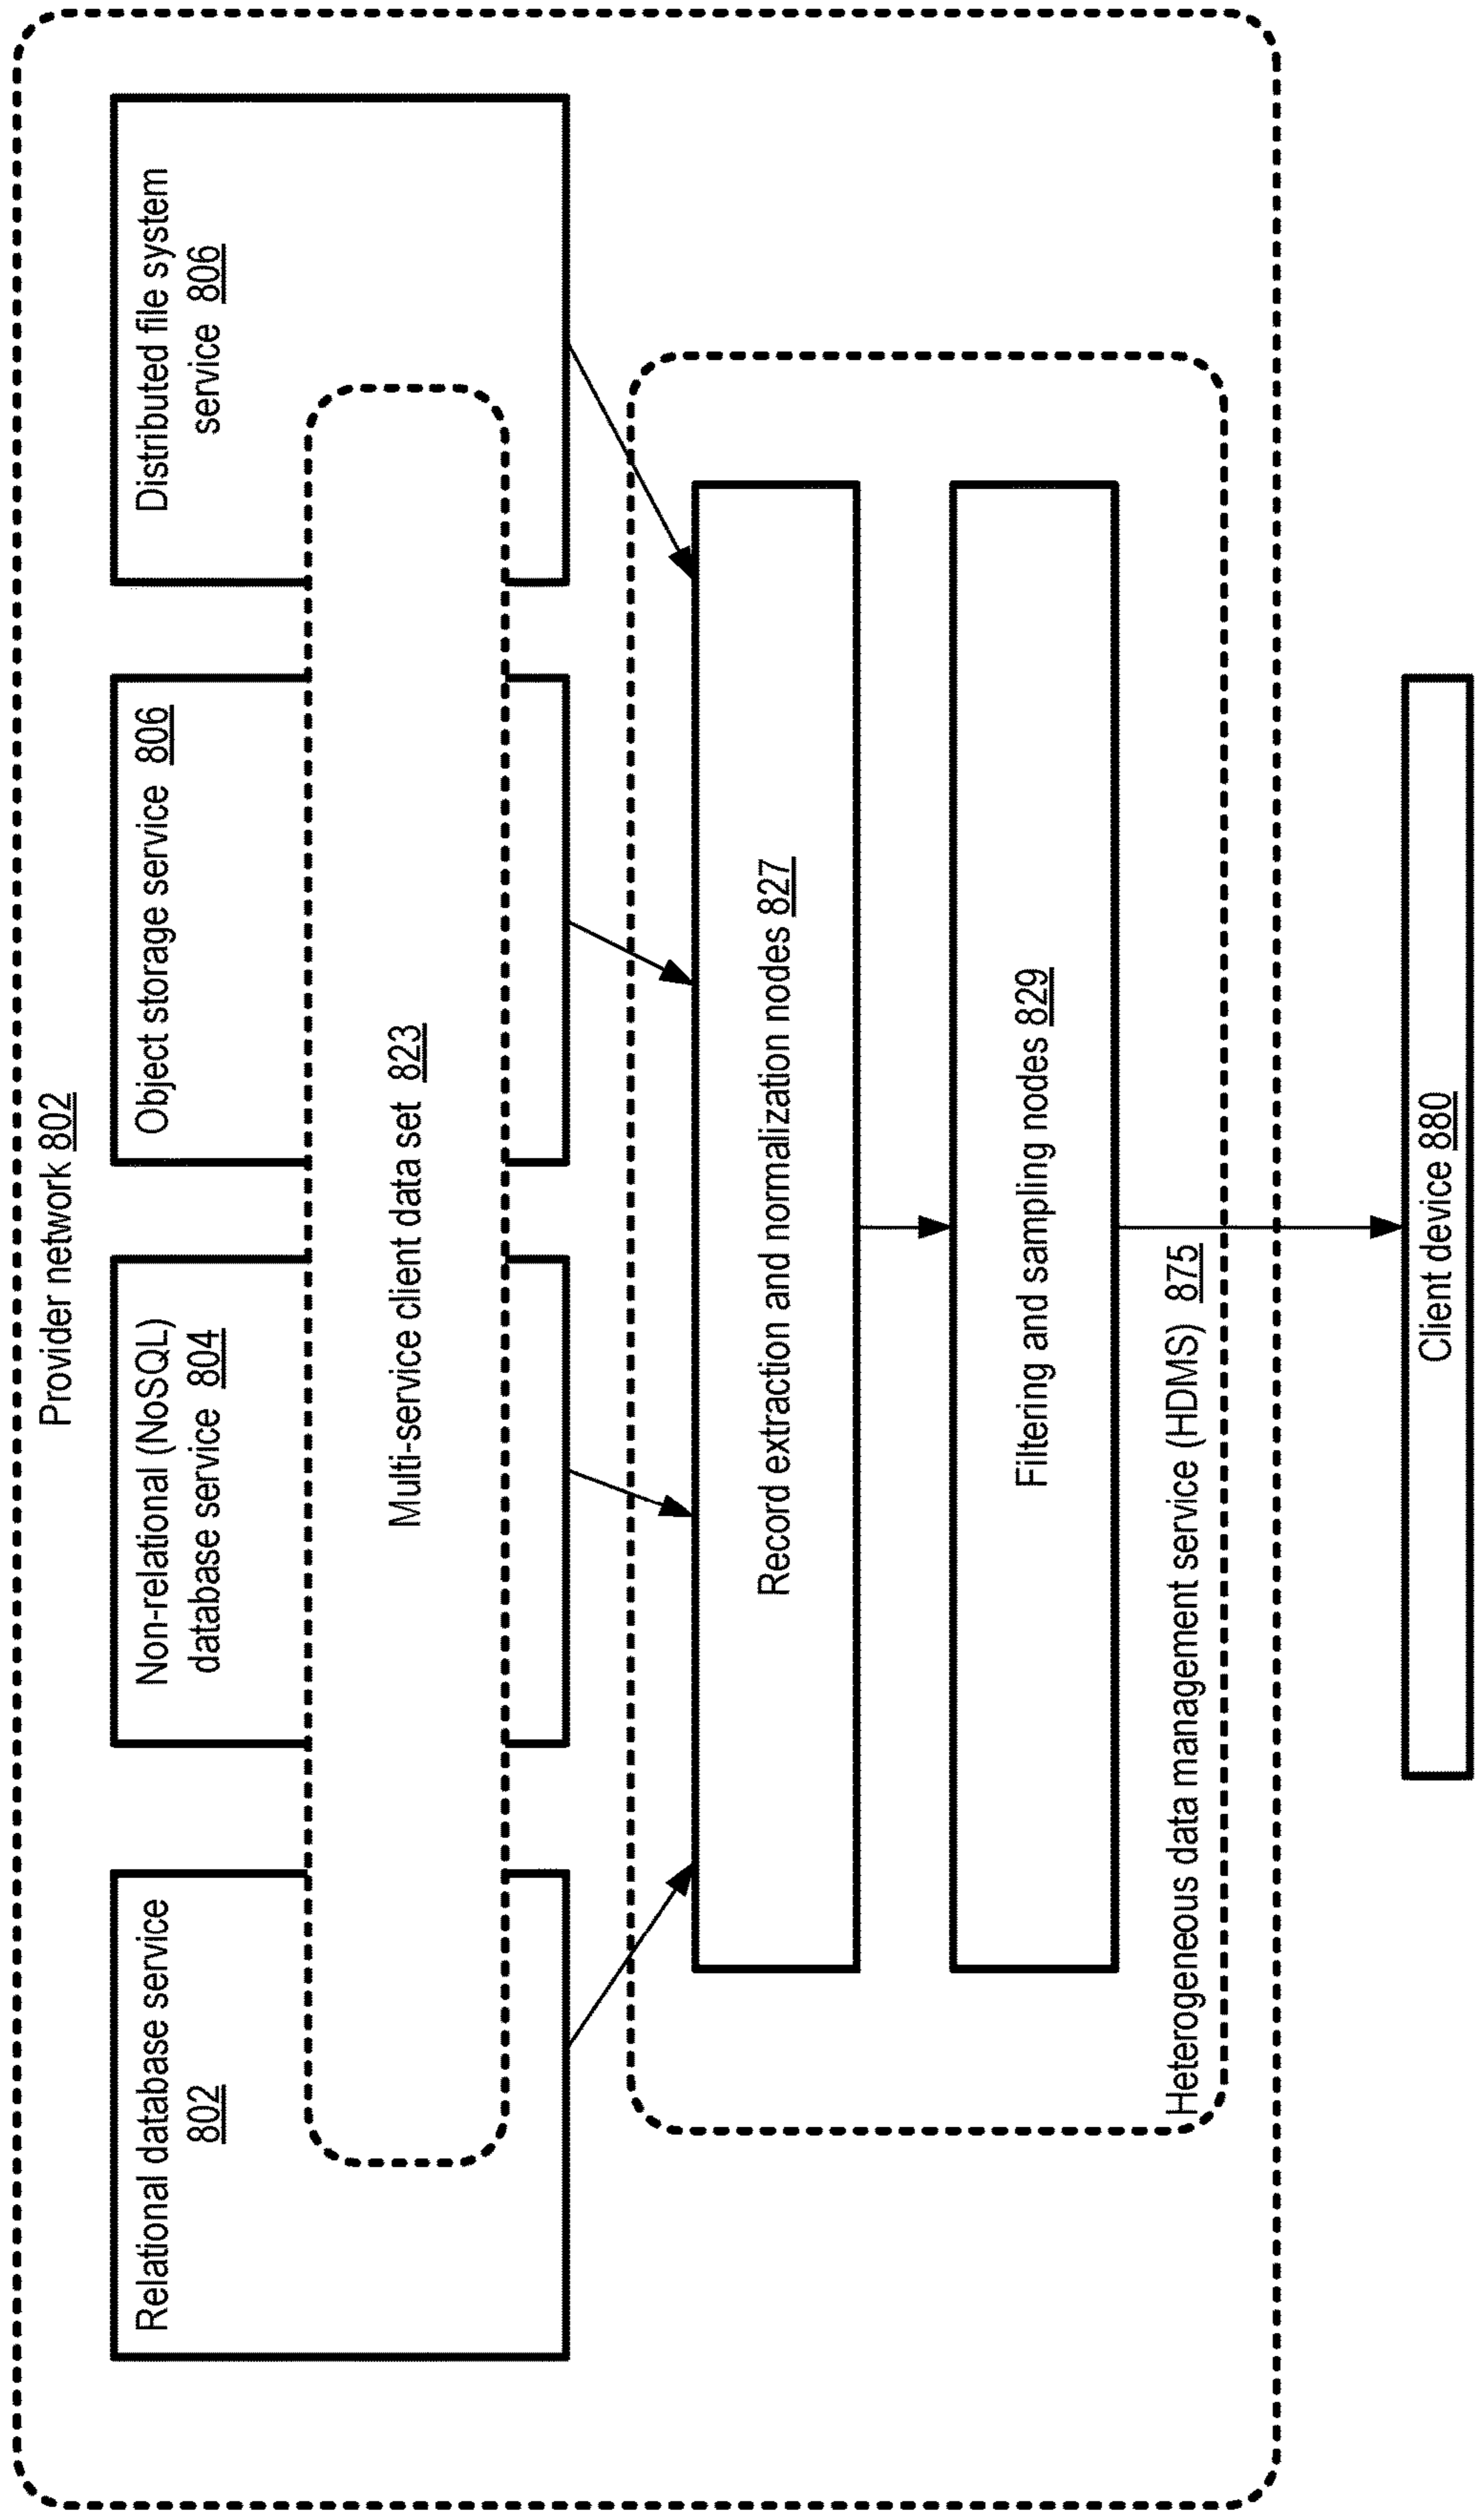 Provider network 802
Relational database service
802
Non-relational (NoSQL)
database service 804
Object storage service 806
Distributed file system
service 806
Multi-service client data set 823
Record extraction and normalization nodes 827
Filtering and sampling nodes 829
Heterogeneous data management service (HDMS) 875
Client device 880